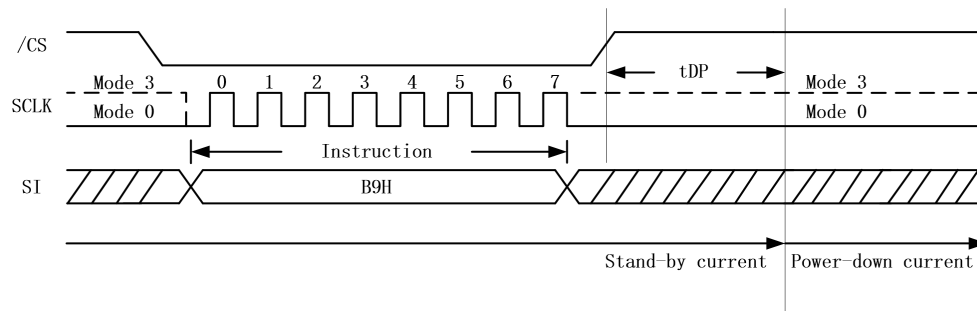 /CS
tDP
Mode 3 0 1 2 3 4 5 6 7 Mode 3
SCLK
Mode 0 Mode 0
Instruction
SI B9H
Stand-by current Power-down current